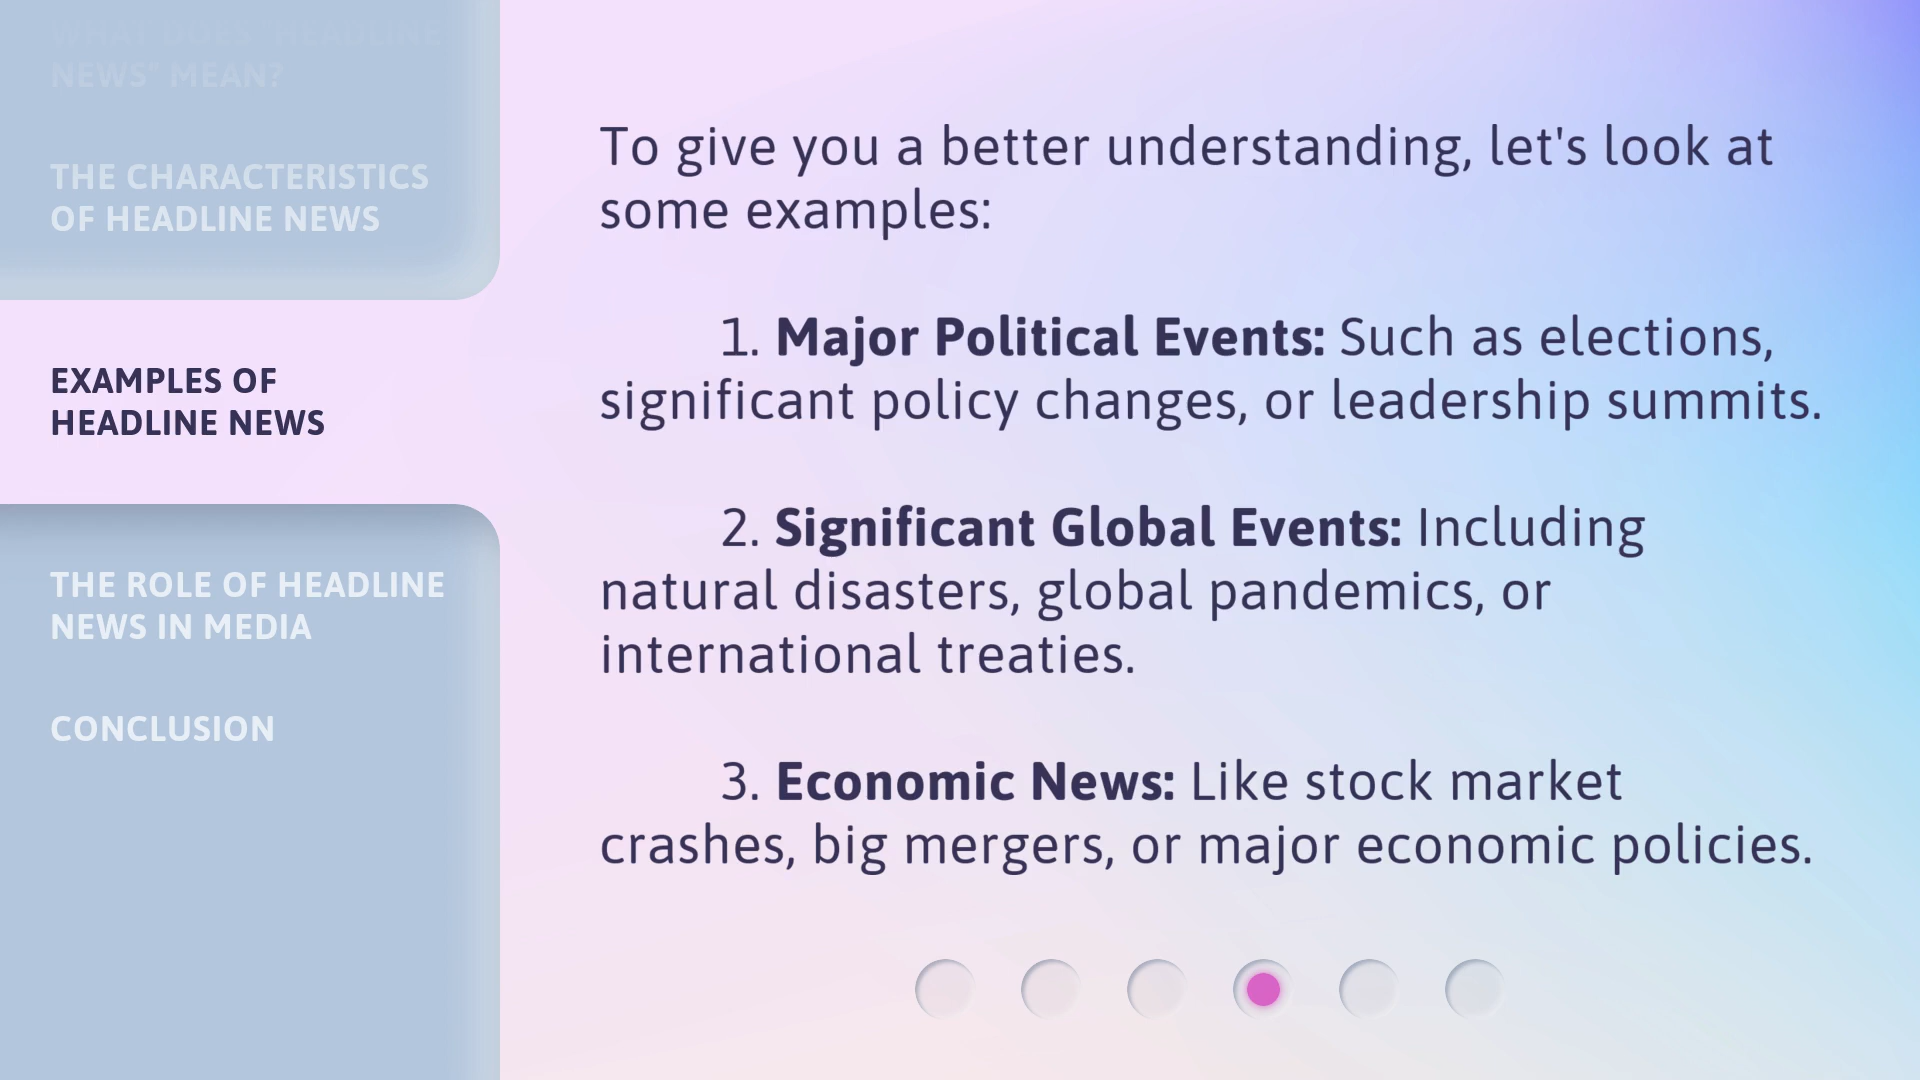 WHAT DOES "HEADLINE
NEWS" MEAN?
THE CHARACTERISTICS
OF HEADLINE NEWS
EXAMPLES OF
HEADLINE NEWS
THE ROLE OF HEADLINE
NEWS IN MEDIA
CONCLUSION
To give you a better understanding, let's look at
some examples:
1. Major Political Events: Such as elections,
significant policy changes, or leadership summits.
2. Significant Global Events: Including
natural disasters, global pandemics, or
international treaties.
3. Economic News: Like stock market
crashes, big mergers, or major economic policies.